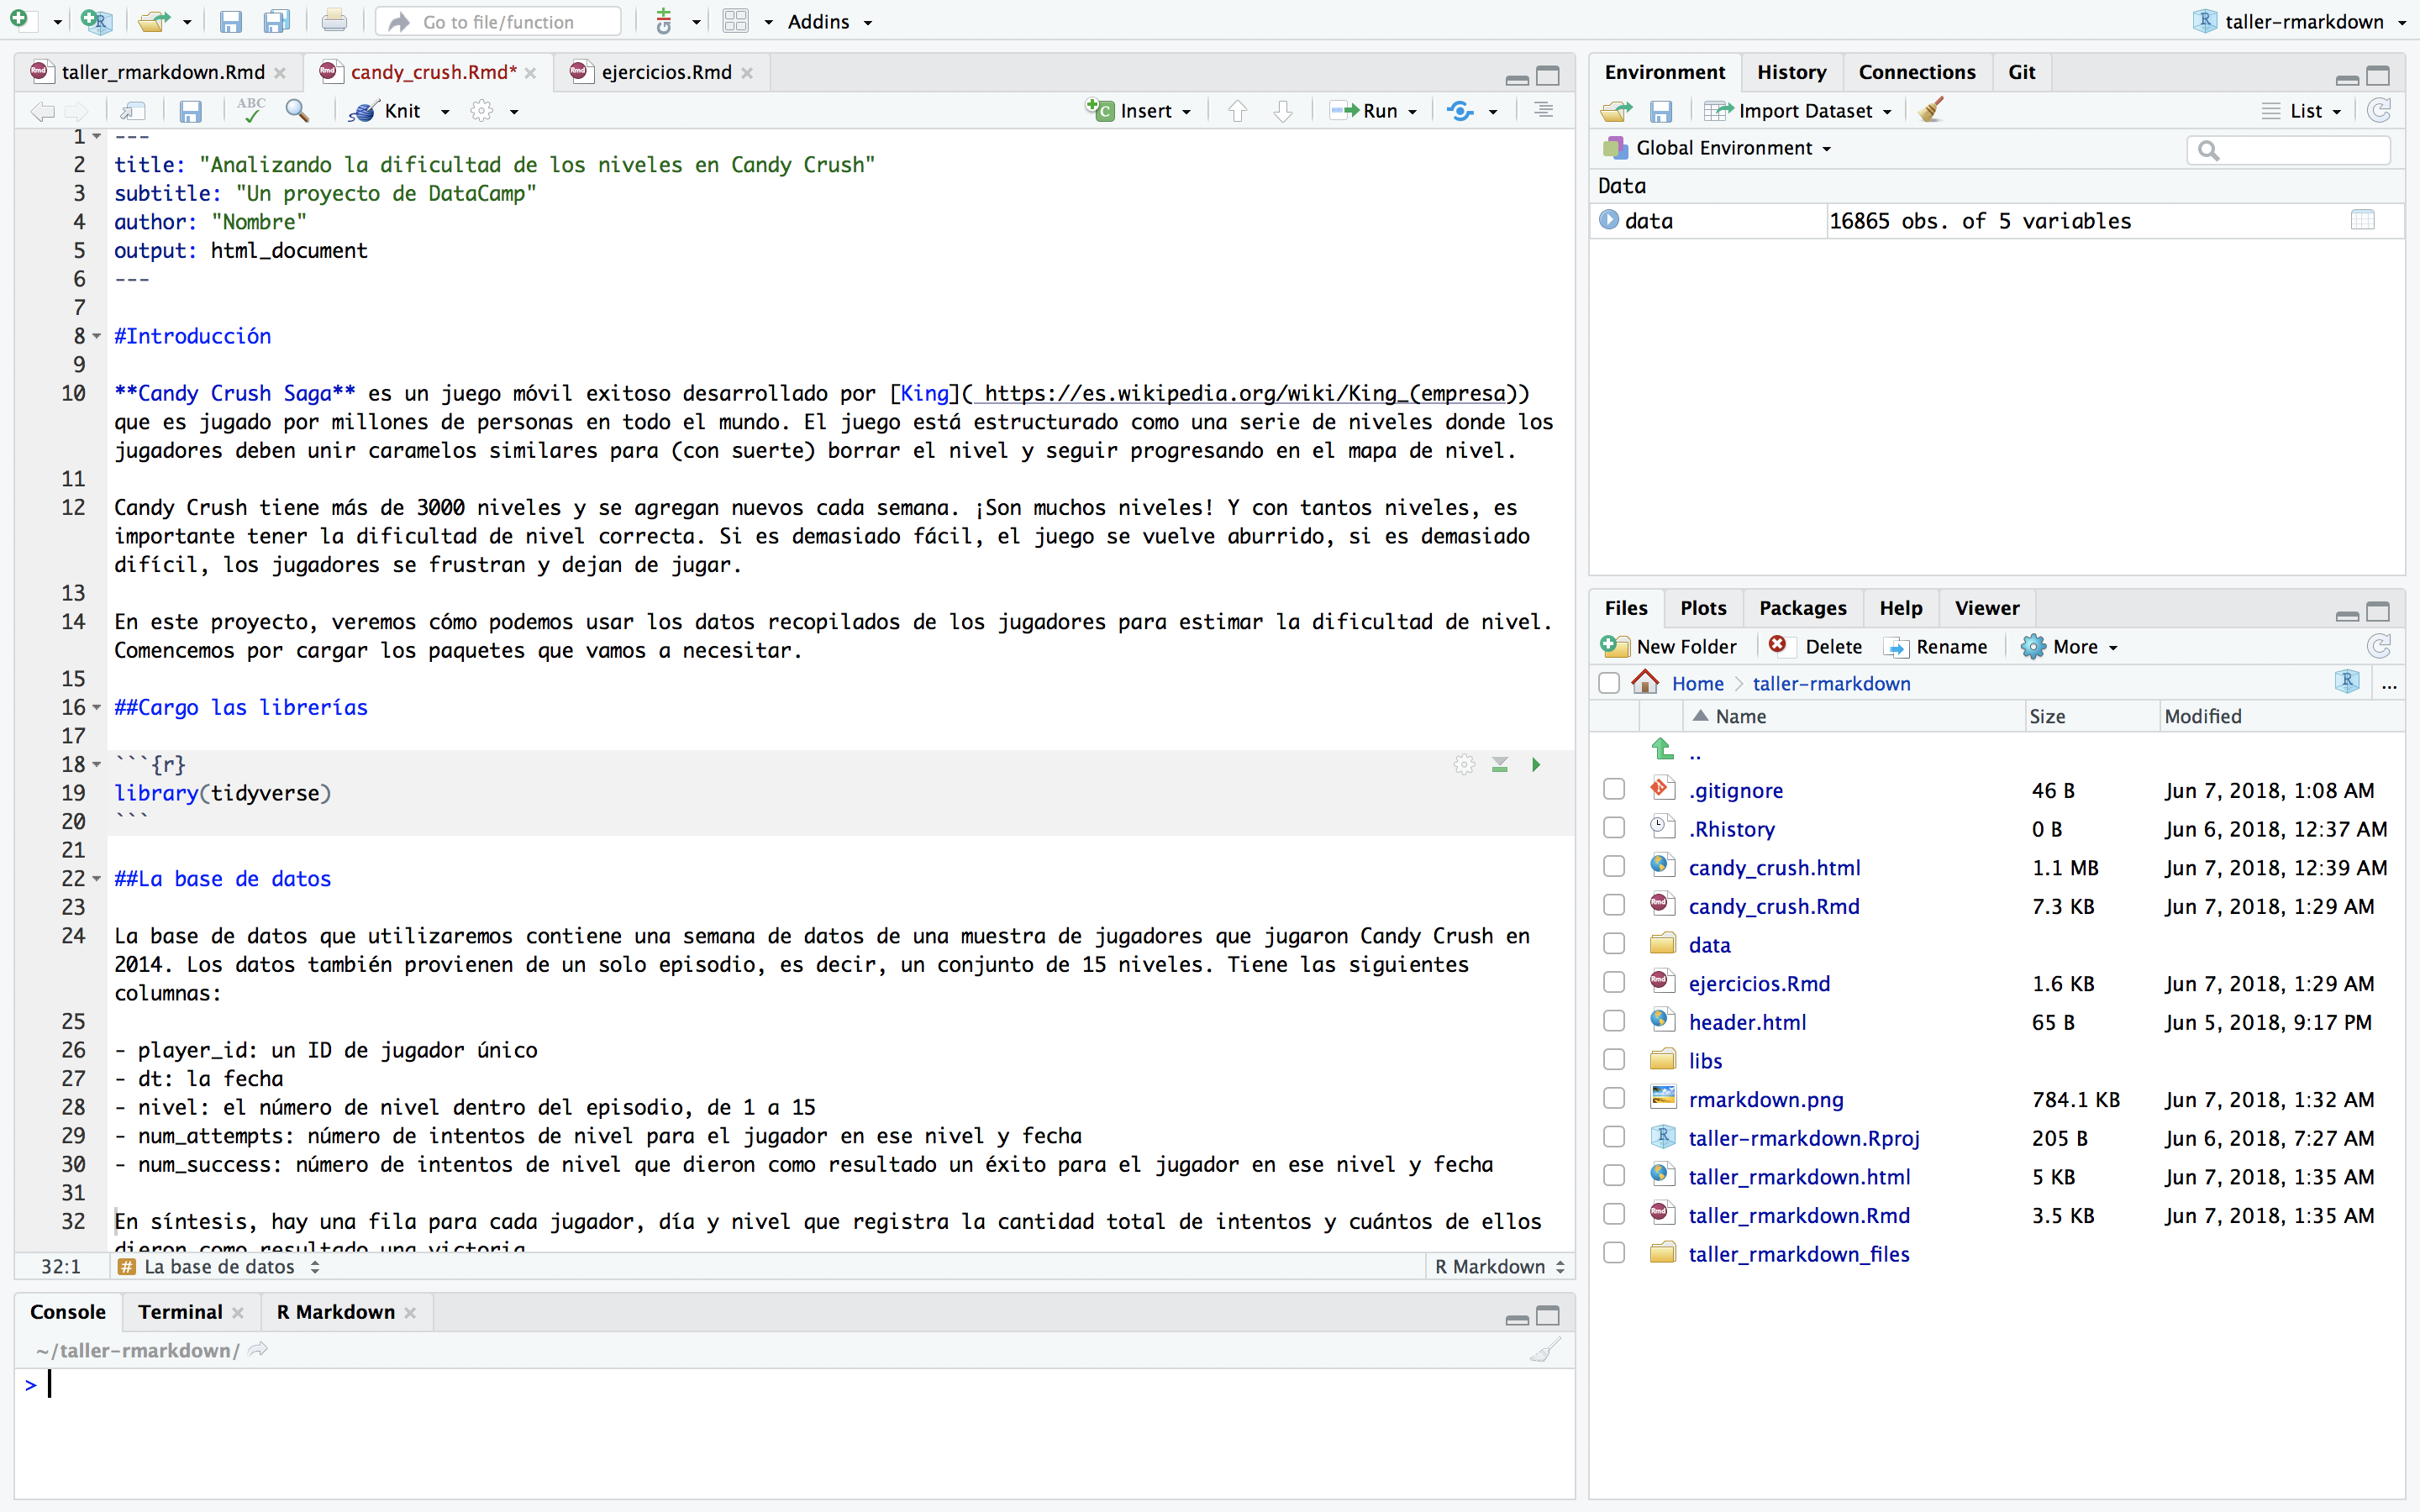 Go to file/function
Addins
taller-rmarkdown
taller_rmarkdown.Rmd
candy_crush.Rmd*
ejercicios.Rmd
ABC
Knit
Insert
Run
1 ---
2 title: "Analizando la dificultad de los niveles en Candy Crush"
3 subtitle: "Un proyecto de DataCamp"
4 author: "Nombre"
5 output: html_document
6 ---
7
8 #Introducción
9
10 **Candy Crush Saga** es un juego móvil exitoso desarrollado por [King]( https://es.wikipedia.org/wiki/King_(empresa))
que es jugado por millones de personas en todo el mundo. El juego está estructurado como una serie de niveles donde los
jugadores deben unir caramelos similares para (con suerte) borrar el nivel y seguir progresando en el mapa de nivel.
11
12 Candy Crush tiene más de 3000 niveles y se agregan nuevos cada semana. ¡Son muchos niveles! Y con tantos niveles, es
importante tener la dificultad de nivel correcta. Si es demasiado fácil, el juego se vuelve aburrido, si es demasiado
difícil, los jugadores se frustran y dejan de jugar.
13
14 En este proyecto, veremos cómo podemos usar los datos recopilados de los jugadores para estimar la dificultad de nivel.
Comencemos por cargar los paquetes que vamos a necesitar.
15
16 ##Cargo las librerías
17
18 ```{r}
19 library(tidyverse)
20 ```
21
22 ##La base de datos
23
24 La base de datos que utilizaremos contiene una semana de datos de una muestra de jugadores que jugaron Candy Crush en
2014. Los datos también provienen de un solo episodio, es decir, un conjunto de 15 niveles. Tiene las siguientes
columnas:
25
26 - player_id: un ID de jugador único
27 - dt: la fecha
28 - nivel: el número de nivel dentro del episodio, de 1 a 15
29 - num_attempts: número de intentos de nivel para el jugador en ese nivel y fecha
30 - num_success: número de intentos de nivel que dieron como resultado un éxito para el jugador en ese nivel y fecha
31
32 En síntesis, hay una fila para cada jugador, día y nivel que registra la cantidad total de intentos y cuántos de ellos
dieron como resultado una victoria
32:1 # La base de datos R Markdown
Console Terminal R Markdown
~/taller-rmarkdown/
>
Environment History Connections Git
Import Dataset List
Global Environment
Data
data 16865 obs. of 5 variables
Files Plots Packages Help Viewer
New Folder Delete Rename More
Home taller-rmarkdown ...
Name Size Modified
..
.gitignore 46 B Jun 7, 2018, 1:08 AM
.Rhistory 0 B Jun 6, 2018, 12:37 AM
candy_crush.html 1.1 MB Jun 7, 2018, 12:39 AM
candy_crush.Rmd 7.3 KB Jun 7, 2018, 1:29 AM
data
ejercicios.Rmd 1.6 KB Jun 7, 2018, 1:29 AM
header.html 65 B Jun 5, 2018, 9:17 PM
libs
rmarkdown.png 784.1 KB Jun 7, 2018, 1:32 AM
taller-rmarkdown.Rproj 205 B Jun 6, 2018, 7:27 AM
taller_rmarkdown.html 5 KB Jun 7, 2018, 1:35 AM
taller_rmarkdown.Rmd 3.5 KB Jun 7, 2018, 1:35 AM
taller_rmarkdown_files